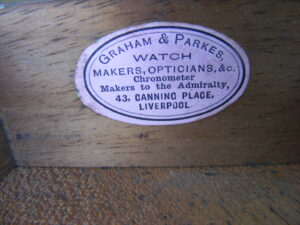 GRAHAM & PARKES,
WATCH
MAKERS, OPTICIANS, &c.
Chronometer
Makers to the Admiralty,
43, CANNING PLACE,
LIVERPOOL.